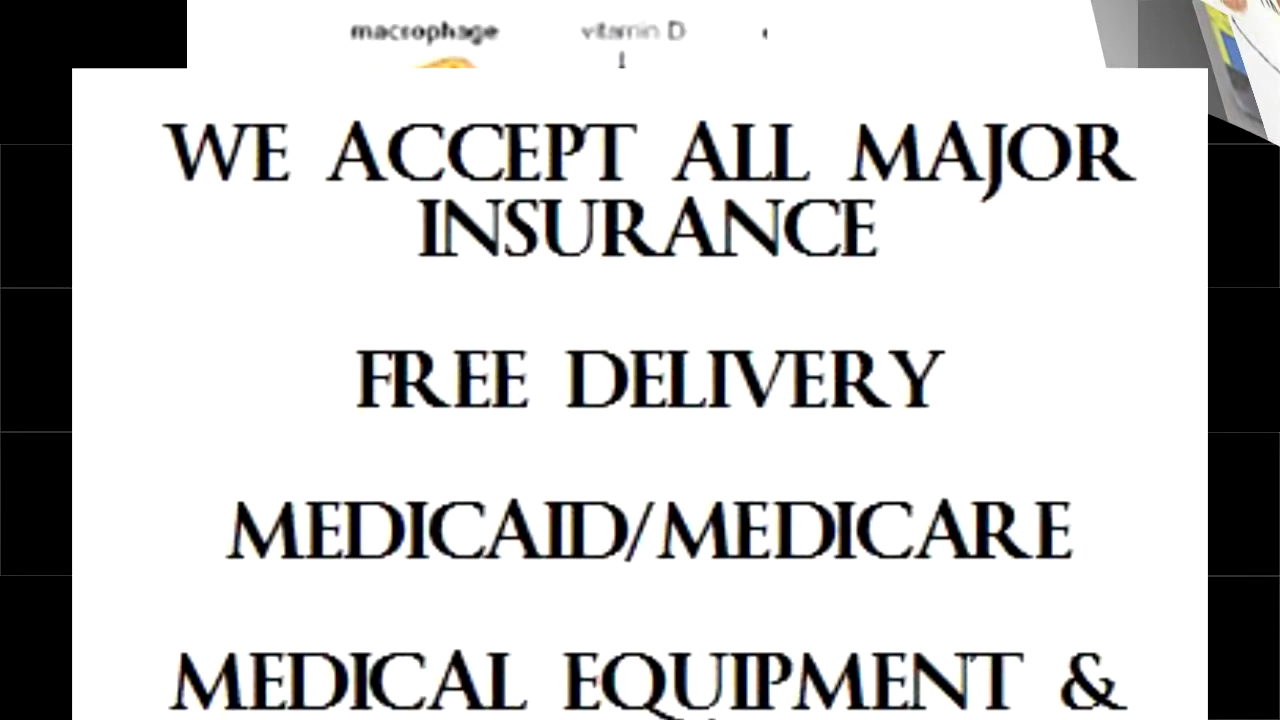 macrophage vitamin D
WE ACCEPT ALL MAJOR
INSURANCE
FREE DELIVERY
MEDICAID/MEDICARE
MEDICAL EQUIPMENT &